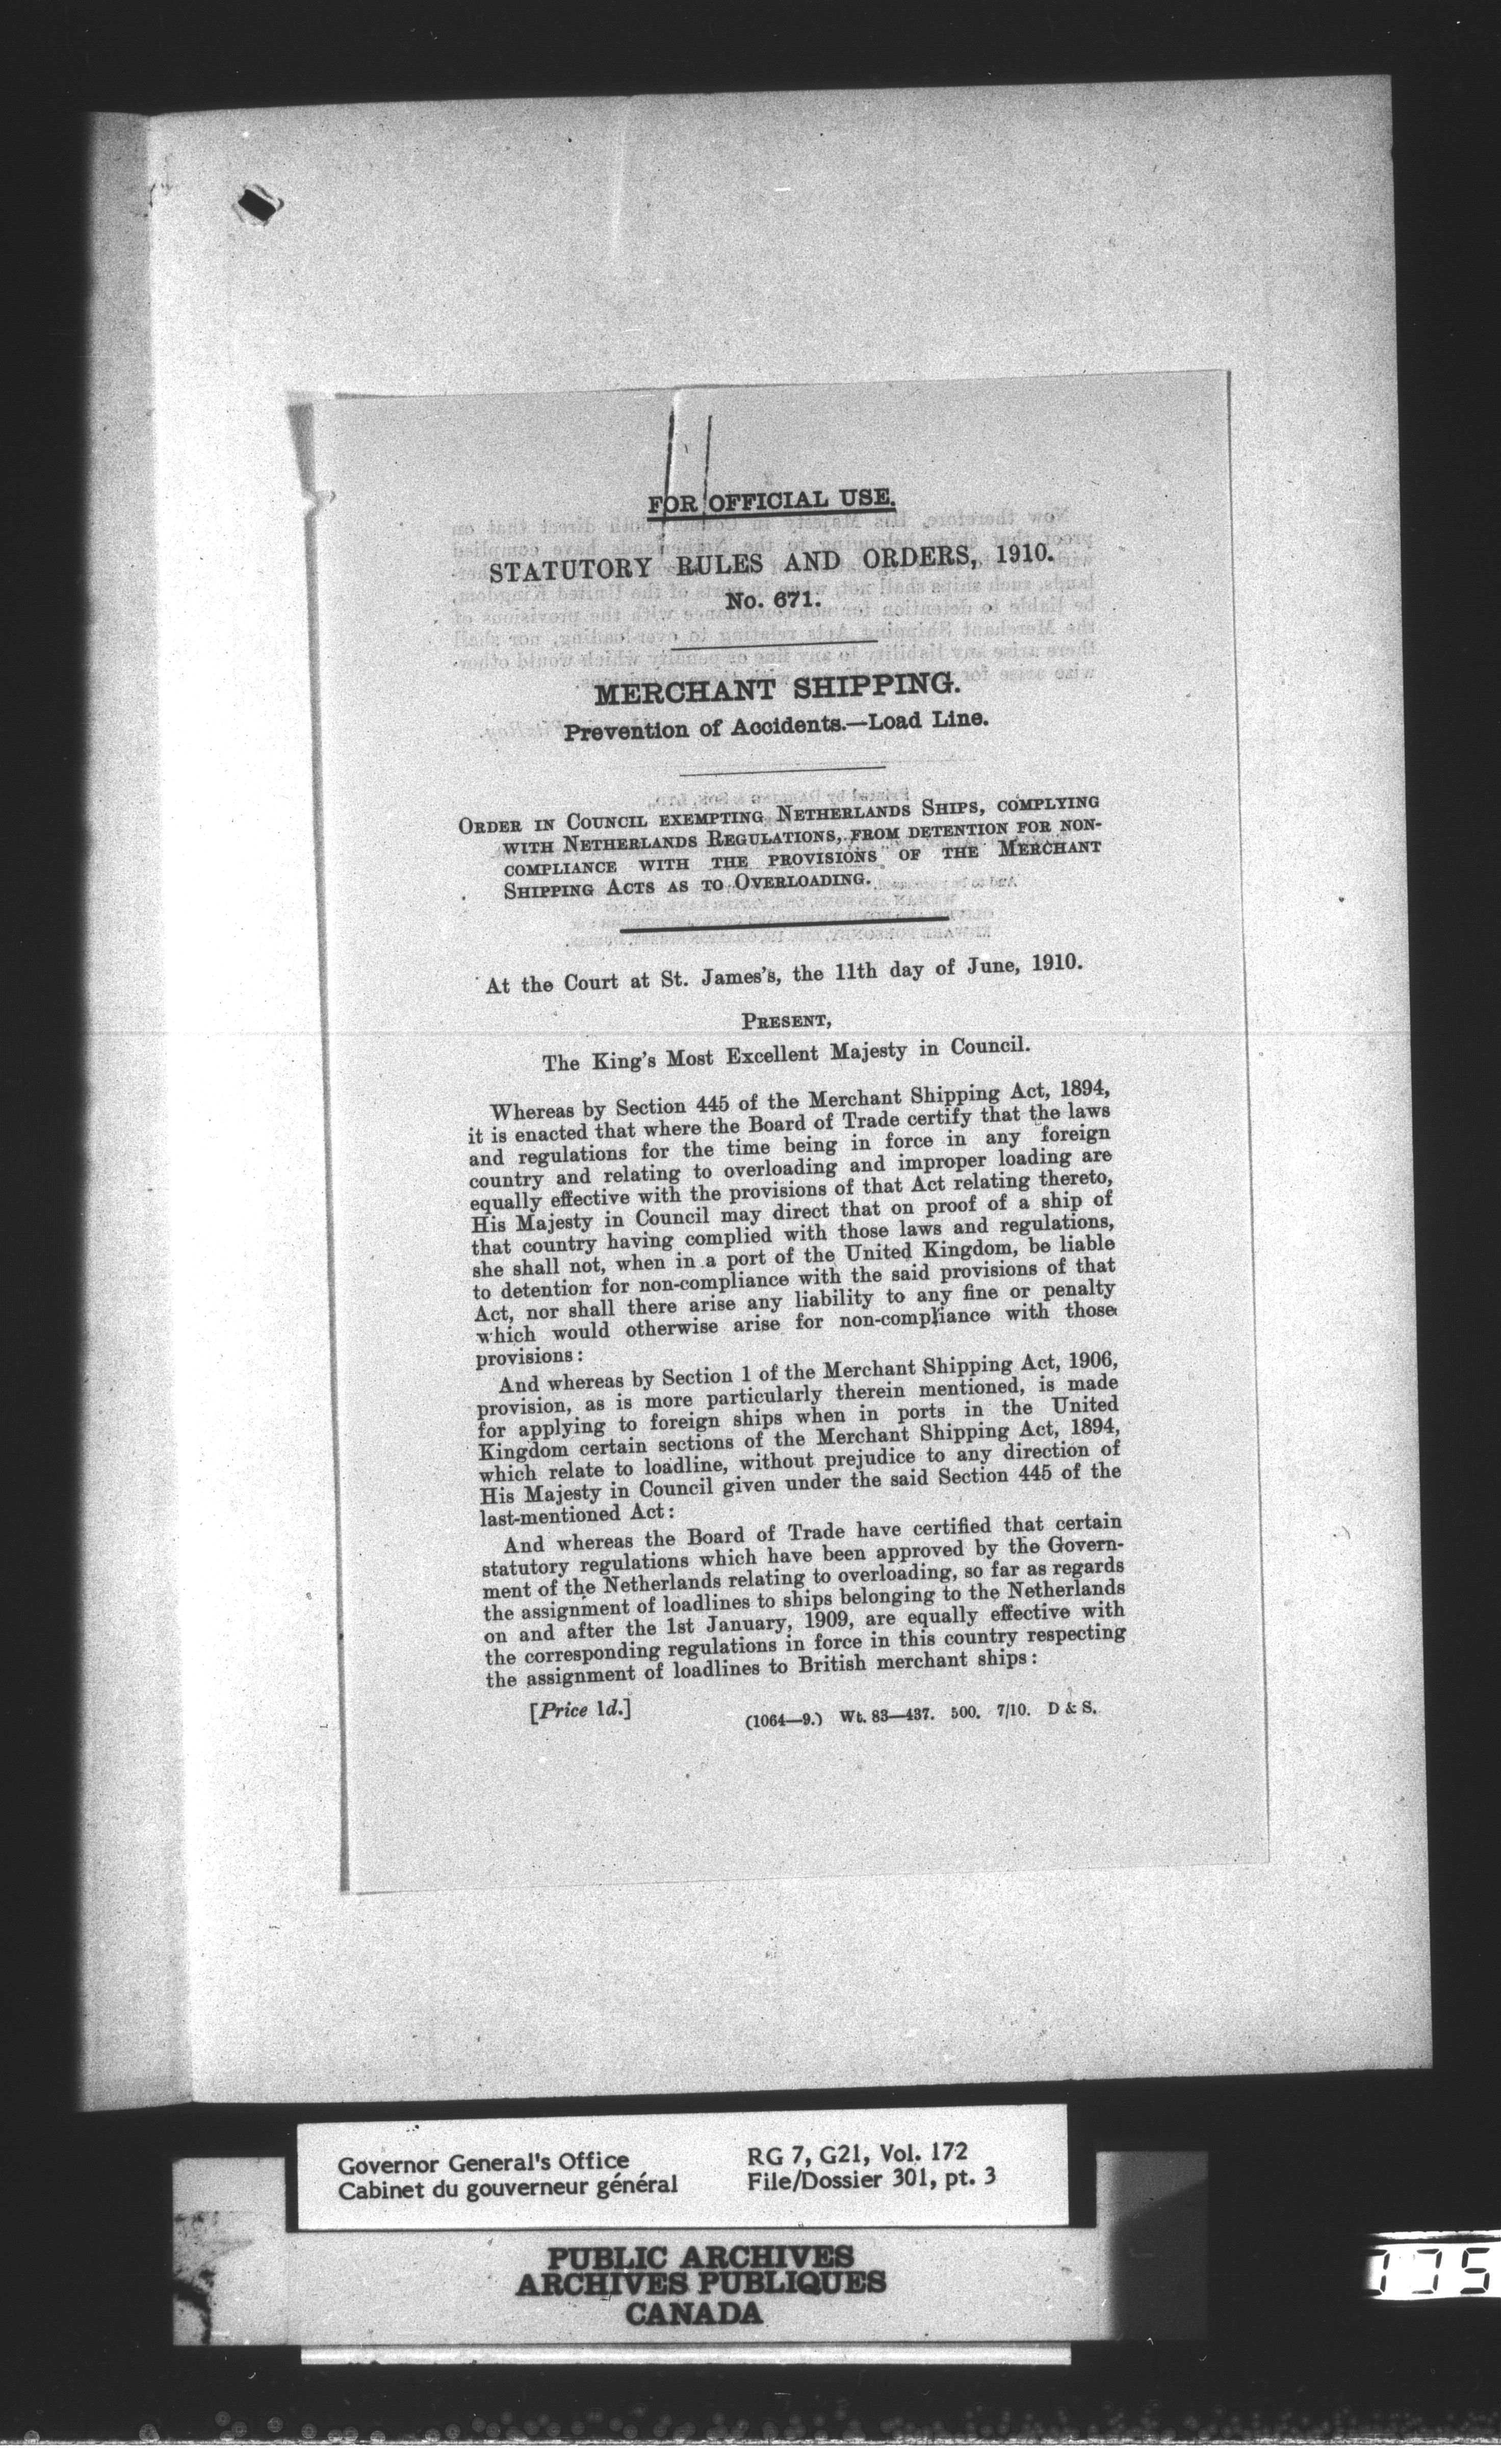 FOR OFFICIAL USE.
STATUTORY RULES AND ORDERS, 1910.
No. 671.
MERCHANT SHIPPING.
Prevention of Accidents.—Load Line.
ORDER IN COUNCIL EXEMPTING NETHERLANDS SHIPS, COMPLYING
WITH NETHERLANDS REGULATIONS, FROM DETENTION FOR NON-
COMPLIANCE WITH THE PROVISIONS OF THE MERCHANT
SHIPPING ACTS AS TO OVERLOADING.
At the Court at St. James's, the 11th day of June, 1910.
PRESENT,
The King's Most Excellent Majesty in Council.
Whereas by Section 445 of the Merchant Shipping Act, 1894,
it is enacted that where the Board of Trade certify that the laws
and regulations for the time being in force in any foreign
country and relating to overloading and improper loading are
equally effective with the provisions of that Act relating thereto,
His Majesty in Council may direct that on proof of a ship of
that country having complied with those laws and regulations,
she shall not, when in a port of the United Kingdom, be liable
to detention for non-compliance with the said provisions of that
Act, nor shall there arise any liability to any fine or penalty
which would otherwise arise for non-compliance with those
provisions:
And whereas by Section 1 of the Merchant Shipping Act, 1906,
provision, as is more particularly therein mentioned, is made
for applying to foreign ships when in ports in the United
Kingdom certain sections of the Merchant Shipping Act, 1894,
which relate to loadline, without prejudice to any direction of
His Majesty in Council given under the said Section 445 of the
last-mentioned Act:
And whereas the Board of Trade have certified that certain
statutory regulations which have been approved by the Govern-
ment of the Netherlands relating to overloading, so far as regards
the assignment of loadlines to ships belonging to the Netherlands
on and after the 1st January, 1909, are equally effective with
the corresponding regulations in force in this country respecting
the assignment of loadlines to British merchant ships:
[Price 1d.] (1064—9.) Wt. 83—437. 500. 7/10. D & S.
Governor General's Office RG 7, G21, Vol. 172
Cabinet du gouverneur général File/Dossier 301, pt. 3
PUBLIC ARCHIVES
ARCHIVES PUBLIQUES
CANADA
775